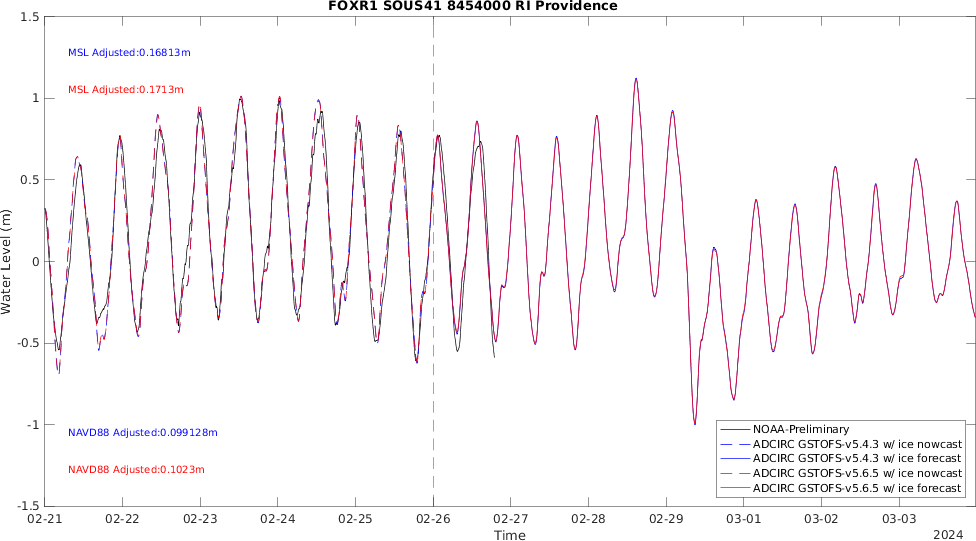 FOXR1 SOUS41 8454000 RI Providence
1.5
MSL Adjusted:0.16813m
MSL Adjusted:0.1713m
1
0.5
0
-0.5
-1
-1.5
Water Level (m)
NAVD88 Adjusted:0.099128m
NAVD88 Adjusted:0.1023m
NOAA-Preliminary
ADCIRC GSTOFS-v5.4.3 w/ ice nowcast
ADCIRC GSTOFS-v5.4.3 w/ ice forecast
ADCIRC GSTOFS-v5.6.5 w/ ice nowcast
ADCIRC GSTOFS-v5.6.5 w/ ice forecast
02-21 02-22 02-23 02-24 02-25 02-26 02-27 02-28 02-29 03-01 03-02 03-03
Time
2024